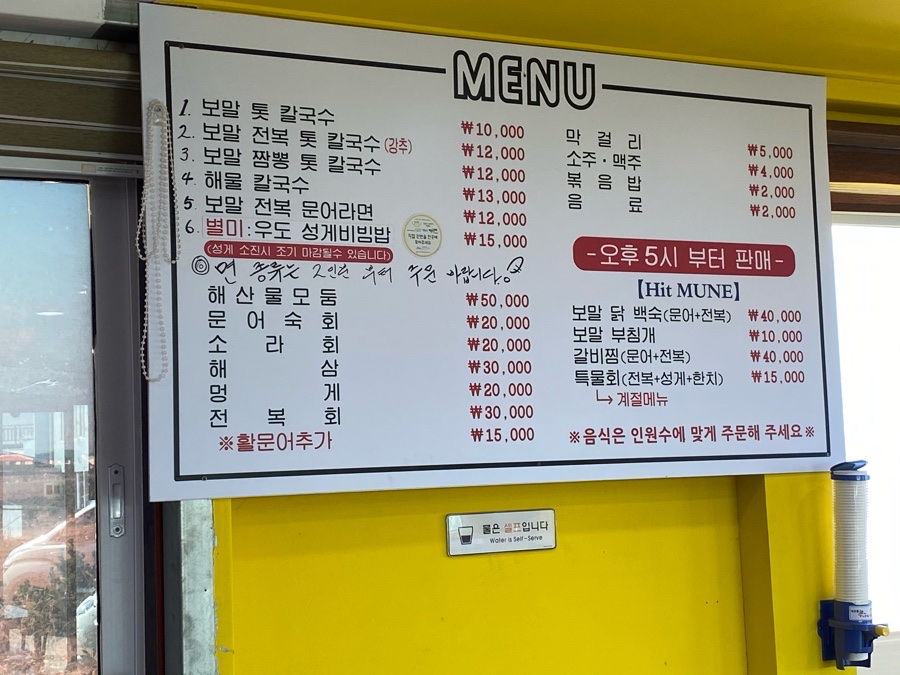 MENU
1. 보말 톳 칼국수 ₩10,000
2. 보말 전복 톳 칼국수 (강추) ₩12,000
3. 보말 짬뽕 톳 칼국수 ₩12,000
4. 해물 칼국수 ₩13,000
5. 보말 전복 문어라면 ₩12,000
6. 별미:우도 성게비빔밥 ₩15,000
(성게 소진시 조기 마감될수 있습니다)
◎ 면 종류는 2인분 부터 주문 바랍니다.
해산물모둠 ₩50,000
문어숙회 ₩20,000
소라회 ₩20,000
해삼 ₩30,000
멍게 ₩20,000
전복회 ₩30,000
※활문어추가 ₩15,000
막걸리 ₩5,000
소주·맥주 ₩4,000
볶음밥 ₩2,000
음료 ₩2,000
-오후 5시 부터 판매-
【Hit MUNE】
보말 닭 백숙(문어+전복) ₩40,000
보말 부침개 ₩10,000
갈비찜(문어+전복) ₩40,000
특물회(전복+성게+한치) ₩15,000
↳ 계절메뉴
※음식은 인원수에 맞게 주문해 주세요※
물은 셀프입니다
Water is Self-Serve